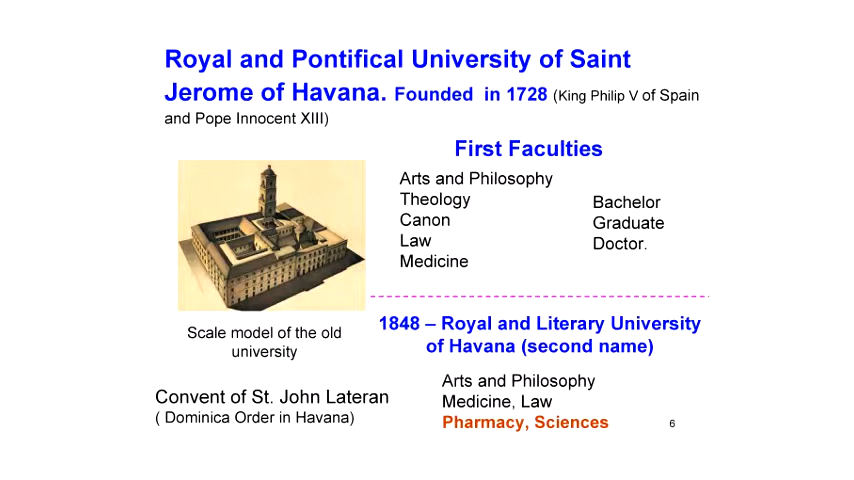 Royal and Pontifical University of Saint
Jerome of Havana. Founded in 1728 (King Philip V of Spain
and Pope Innocent XIII)
First Faculties
Arts and Philosophy
Theology
Canon
Law
Medicine
Bachelor
Graduate
Doctor.
Scale model of the old
university
Convent of St. John Lateran
( Dominica Order in Havana)
1848 – Royal and Literary University
of Havana (second name)
Arts and Philosophy
Medicine, Law
Pharmacy, Sciences
6